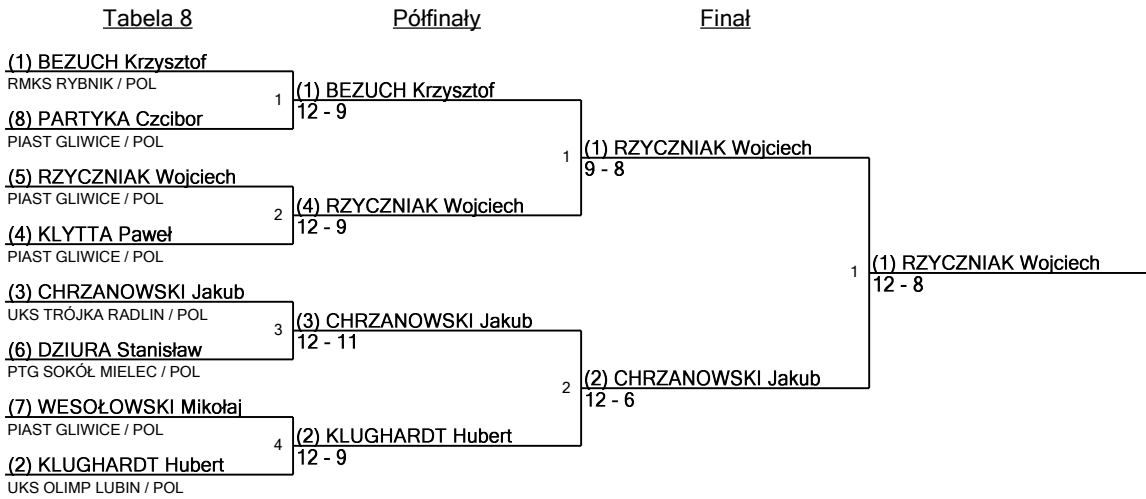 Tabela 8
Półfinały
Finał
(1) BEZUCH Krzysztof
RMKS RYBNIK / POL
1
(8) PARTYKA Czcibor
PIAST GLIWICE / POL
(5) RZYCZNIAK Wojciech
PIAST GLIWICE / POL
2
(4) KLYTTA Paweł
PIAST GLIWICE / POL
(3) CHRZANOWSKI Jakub
UKS TRÓJKA RADLIN / POL
3
(6) DZIURA Stanisław
PTG SOKÓŁ MIELEC / POL
(7) WESOŁOWSKI Mikołaj
PIAST GLIWICE / POL
4
(2) KLUGHARDT Hubert
UKS OLIMP LUBIN / POL
(1) BEZUCH Krzysztof
12 - 9
1
(4) RZYCZNIAK Wojciech
12 - 9
(3) CHRZANOWSKI Jakub
12 - 11
2
(2) KLUGHARDT Hubert
12 - 9
(1) RZYCZNIAK Wojciech
9 - 8
1
(2) CHRZANOWSKI Jakub
12 - 6
(1) RZYCZNIAK Wojciech
12 - 8